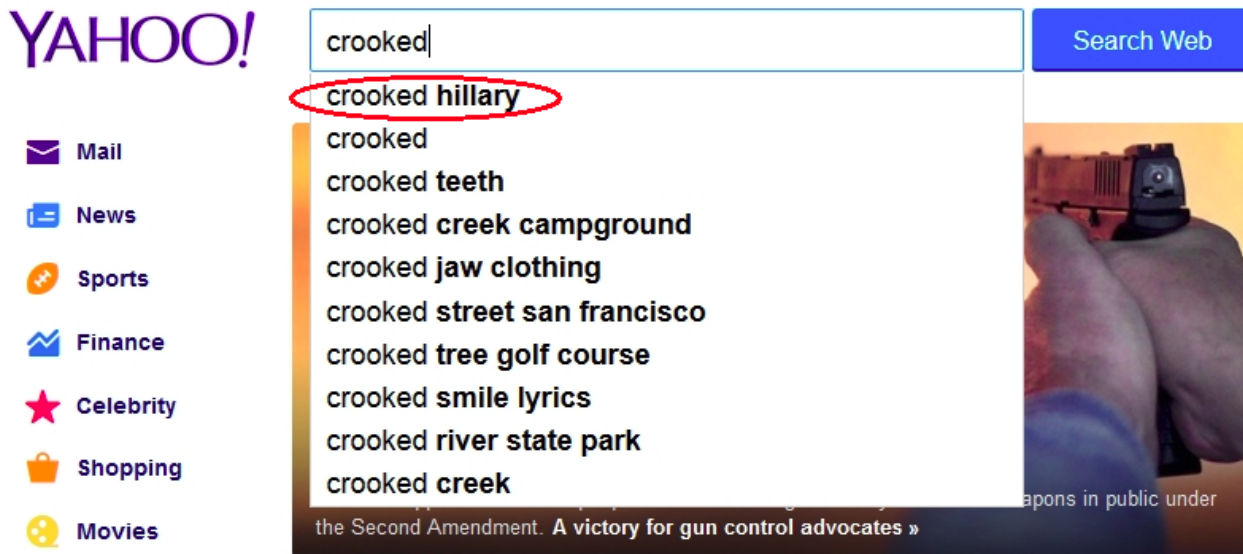 YAHOO!
crooked
Search Web
crooked hillary
crooked
crooked teeth
crooked creek campground
crooked jaw clothing
crooked street san francisco
crooked tree golf course
crooked smile lyrics
crooked river state park
crooked creek
Mail
News
Sports
Finance
Celebrity
Shopping
Movies
in public under
the Second Amendment. A victory for gun control advocates »